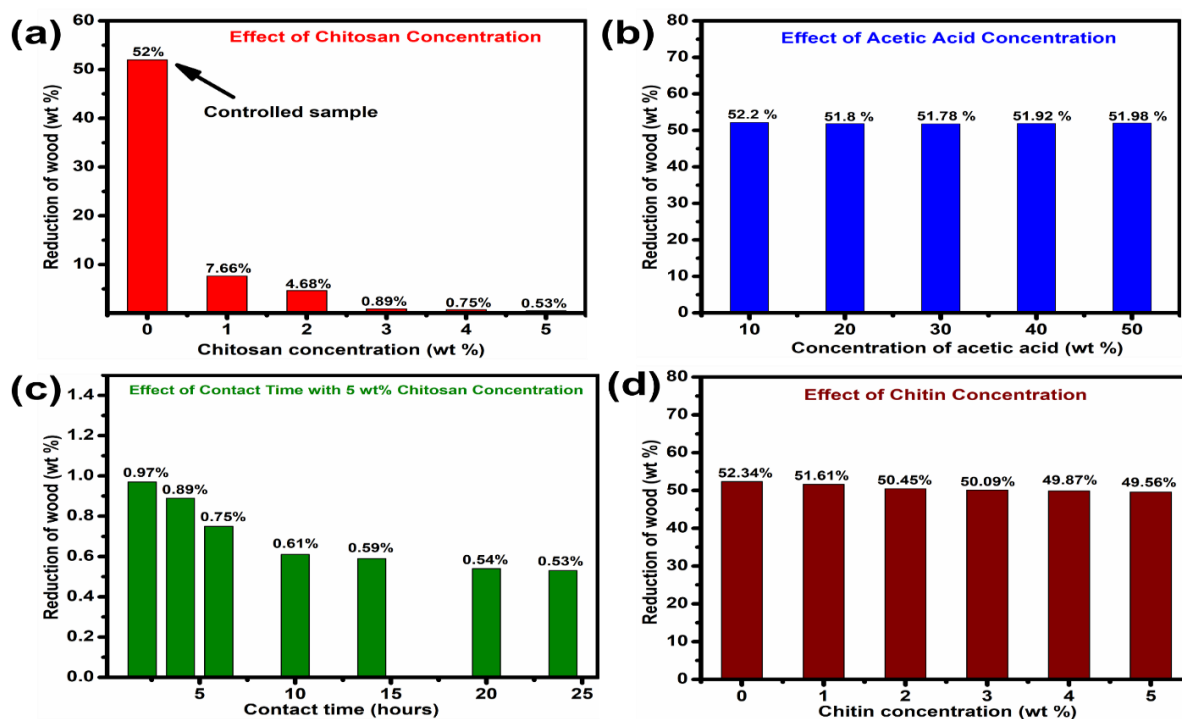 (a)
Effect of Chitosan Concentration
52%
Controlled sample
7.66%
4.68%
0.89%
0.75%
0.53%
60
50
40
30
20
10
Reduction of wood (wt %)
0 1 2 3 4 5
Chitosan concentration (wt %)
(b)
Effect of Acetic Acid Concentration
52.2 % 51.8 % 51.78 % 51.92 % 51.98 %
80
70
60
50
40
30
20
10
0
Reduction of wood (wt %)
10 20 30 40 50
Concentration of acetic acid (wt %)
(c)
Effect of Contact Time with 5 wt% Chitosan Concentration
0.97%
0.89%
0.75%
0.61%
0.59%
0.54%
0.53%
1.4
1.2
1.0
0.8
0.6
0.4
0.2
0.0
Reduction of wood (wt %)
5 10 15 20 25
Contact time (hours)
(d)
Effect of Chitin Concentration
52.34% 51.61% 50.45% 50.09% 49.87% 49.56%
80
70
60
50
40
30
20
10
0
Reduction of wood (wt %)
0 1 2 3 4 5
Chitin concentration (wt %)